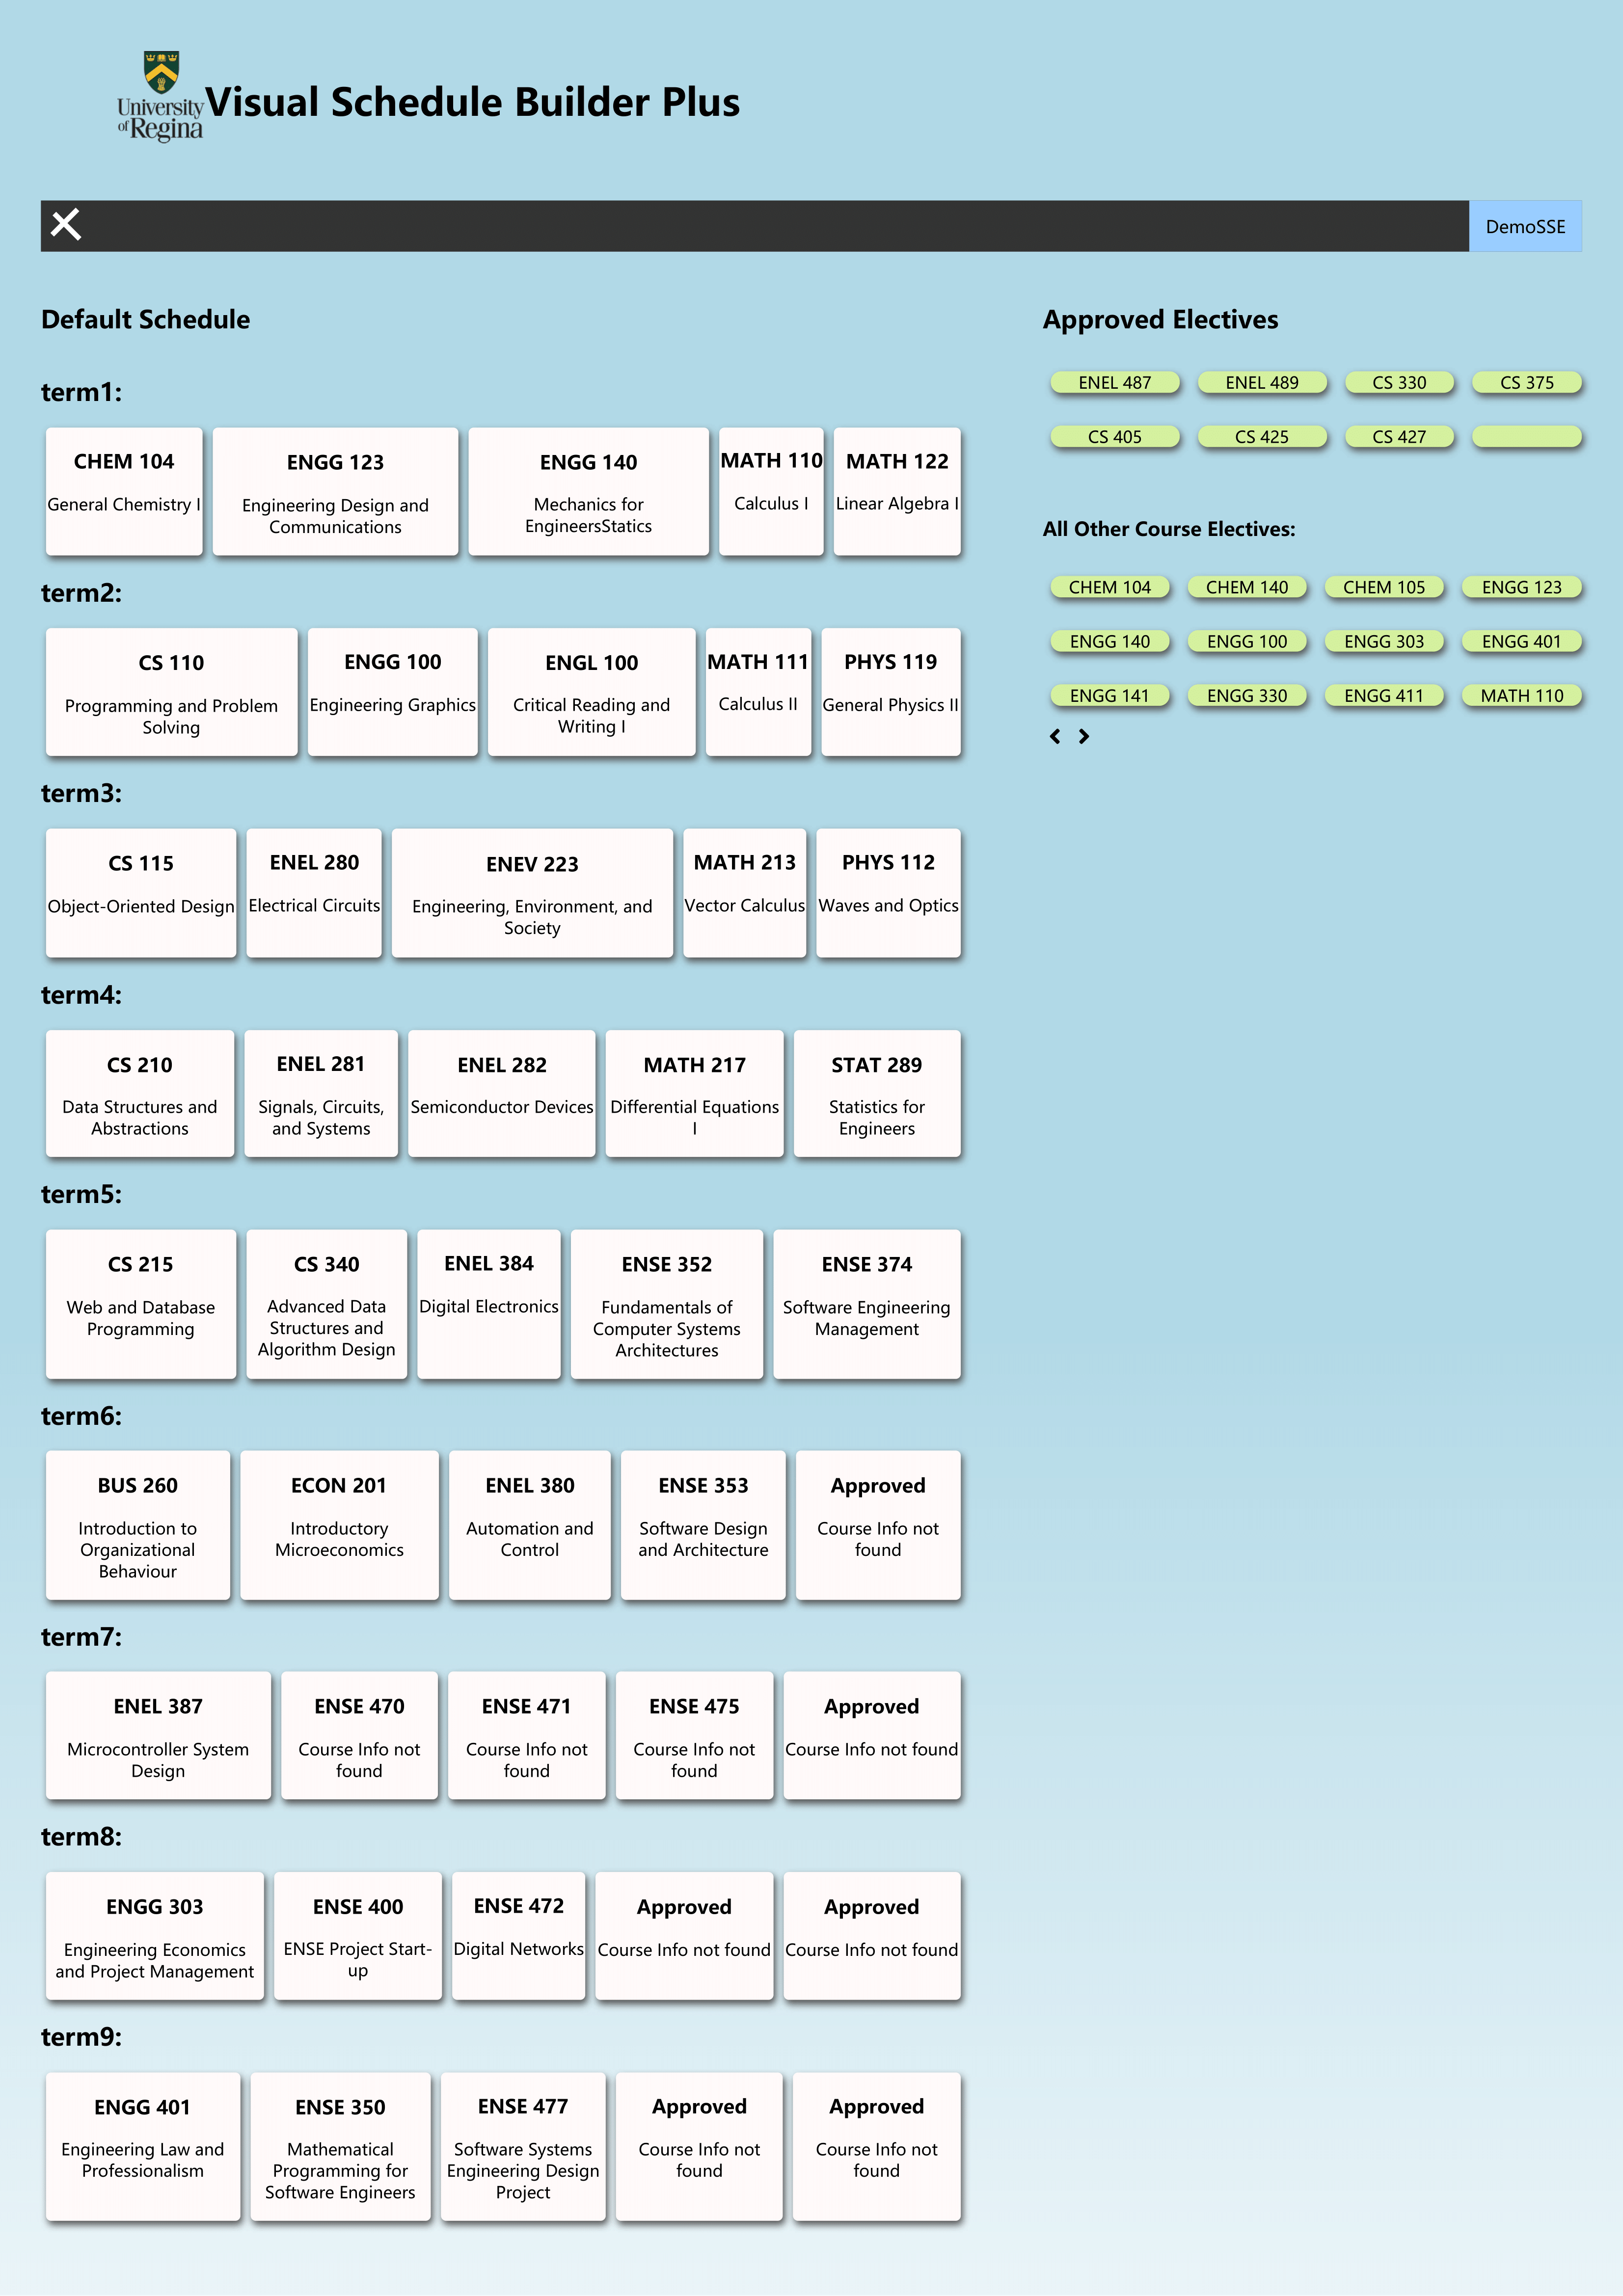 University
of Regina
Visual Schedule Builder Plus
DemoSSE
Default Schedule
term1:
CHEM 104
General Chemistry I
ENGG 123
Engineering Design and
Communications
ENGG 140
Mechanics for
EngineersStatics
MATH 110
Calculus I
MATH 122
Linear Algebra I
term2:
CS 110
Programming and Problem
Solving
ENGG 100
Engineering Graphics
ENGL 100
Critical Reading and
Writing I
MATH 111
Calculus II
PHYS 119
General Physics II
term3:
CS 115
Object-Oriented Design
ENEL 280
Electrical Circuits
ENEV 223
Engineering, Environment, and
Society
MATH 213
Vector Calculus
PHYS 112
Waves and Optics
term4:
CS 210
Data Structures and
Abstractions
ENEL 281
Signals, Circuits,
and Systems
ENEL 282
Semiconductor Devices
MATH 217
Differential Equations
I
STAT 289
Statistics for
Engineers
term5:
CS 215
Web and Database
Programming
CS 340
Advanced Data
Structures and
Algorithm Design
ENEL 384
Digital Electronics
ENSE 352
Fundamentals of
Computer Systems
Architectures
ENSE 374
Software Engineering
Management
term6:
BUS 260
Introduction to
Organizational
Behaviour
ECON 201
Introductory
Microeconomics
ENEL 380
Automation and
Control
ENSE 353
Software Design
and Architecture
Approved
Course Info not
found
term7:
ENEL 387
Microcontroller System
Design
ENSE 470
Course Info not
found
ENSE 471
Course Info not
found
ENSE 475
Course Info not
found
Approved
Course Info not found
term8:
ENGG 303
Engineering Economics
and Project Management
ENSE 400
ENSE Project Start-
up
ENSE 472
Digital Networks
Approved
Course Info not found
Approved
Course Info not found
term9:
ENGG 401
Engineering Law and
Professionalism
ENSE 350
Mathematical
Programming for
Software Engineers
ENSE 477
Software Systems
Engineering Design
Project
Approved
Course Info not
found
Approved
Course Info not
found
Approved Electives
ENEL 487
ENEL 489
CS 330
CS 375
CS 405
CS 425
CS 427
All Other Course Electives:
CHEM 104
CHEM 140
CHEM 105
ENGG 123
ENGG 140
ENGG 100
ENGG 303
ENGG 401
ENGG 141
ENGG 330
ENGG 411
MATH 110